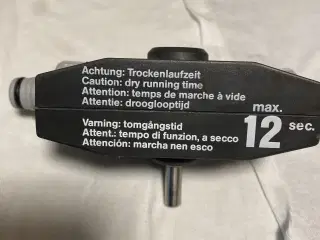 Achtung: Trockenlaufzeit
Caution: dry running time
Attention: temps de marche à vide
Attentie: drooglooptijd
max.
Varning: tomgångstid
Attent.: tempo di funzion, a secco
Atención: marcha nen esco
12 sec.